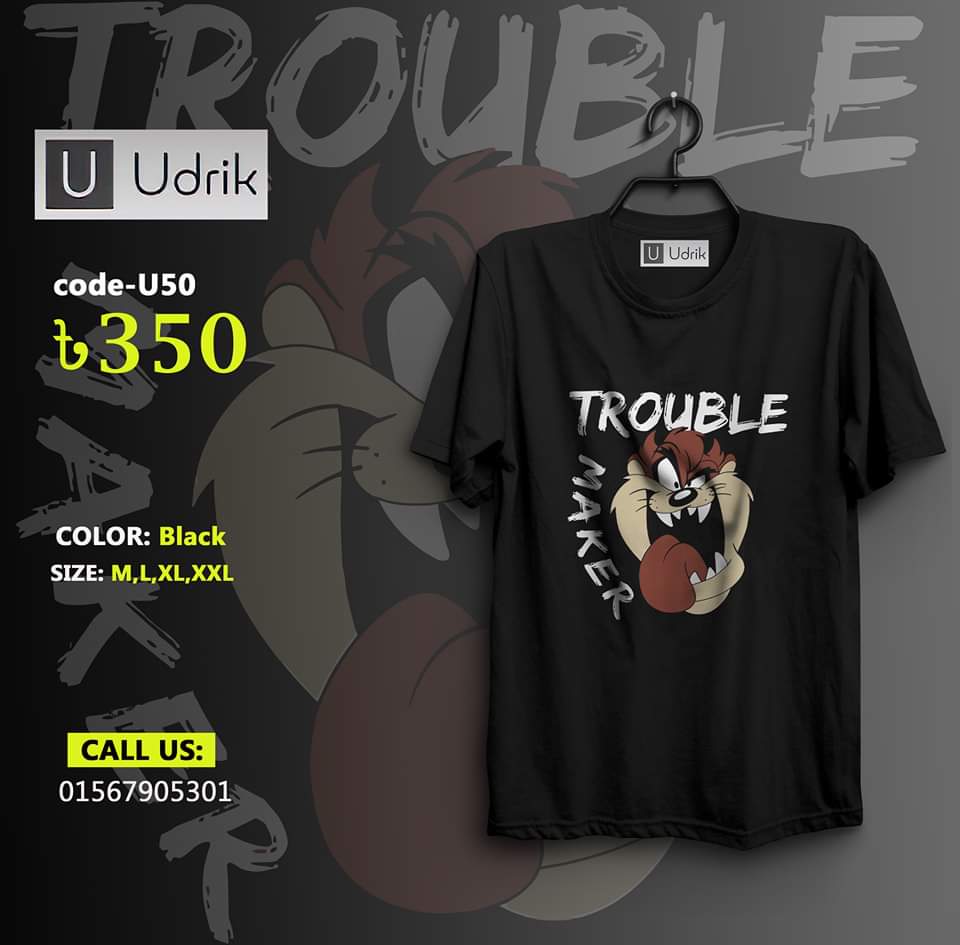 TROUBLE
MAKER
U Udrik
code-U50
৳350
COLOR: Black
SIZE: M,L,XL,XXL
CALL US:
01567905301
U Udrik
TROUBLE
MAKER